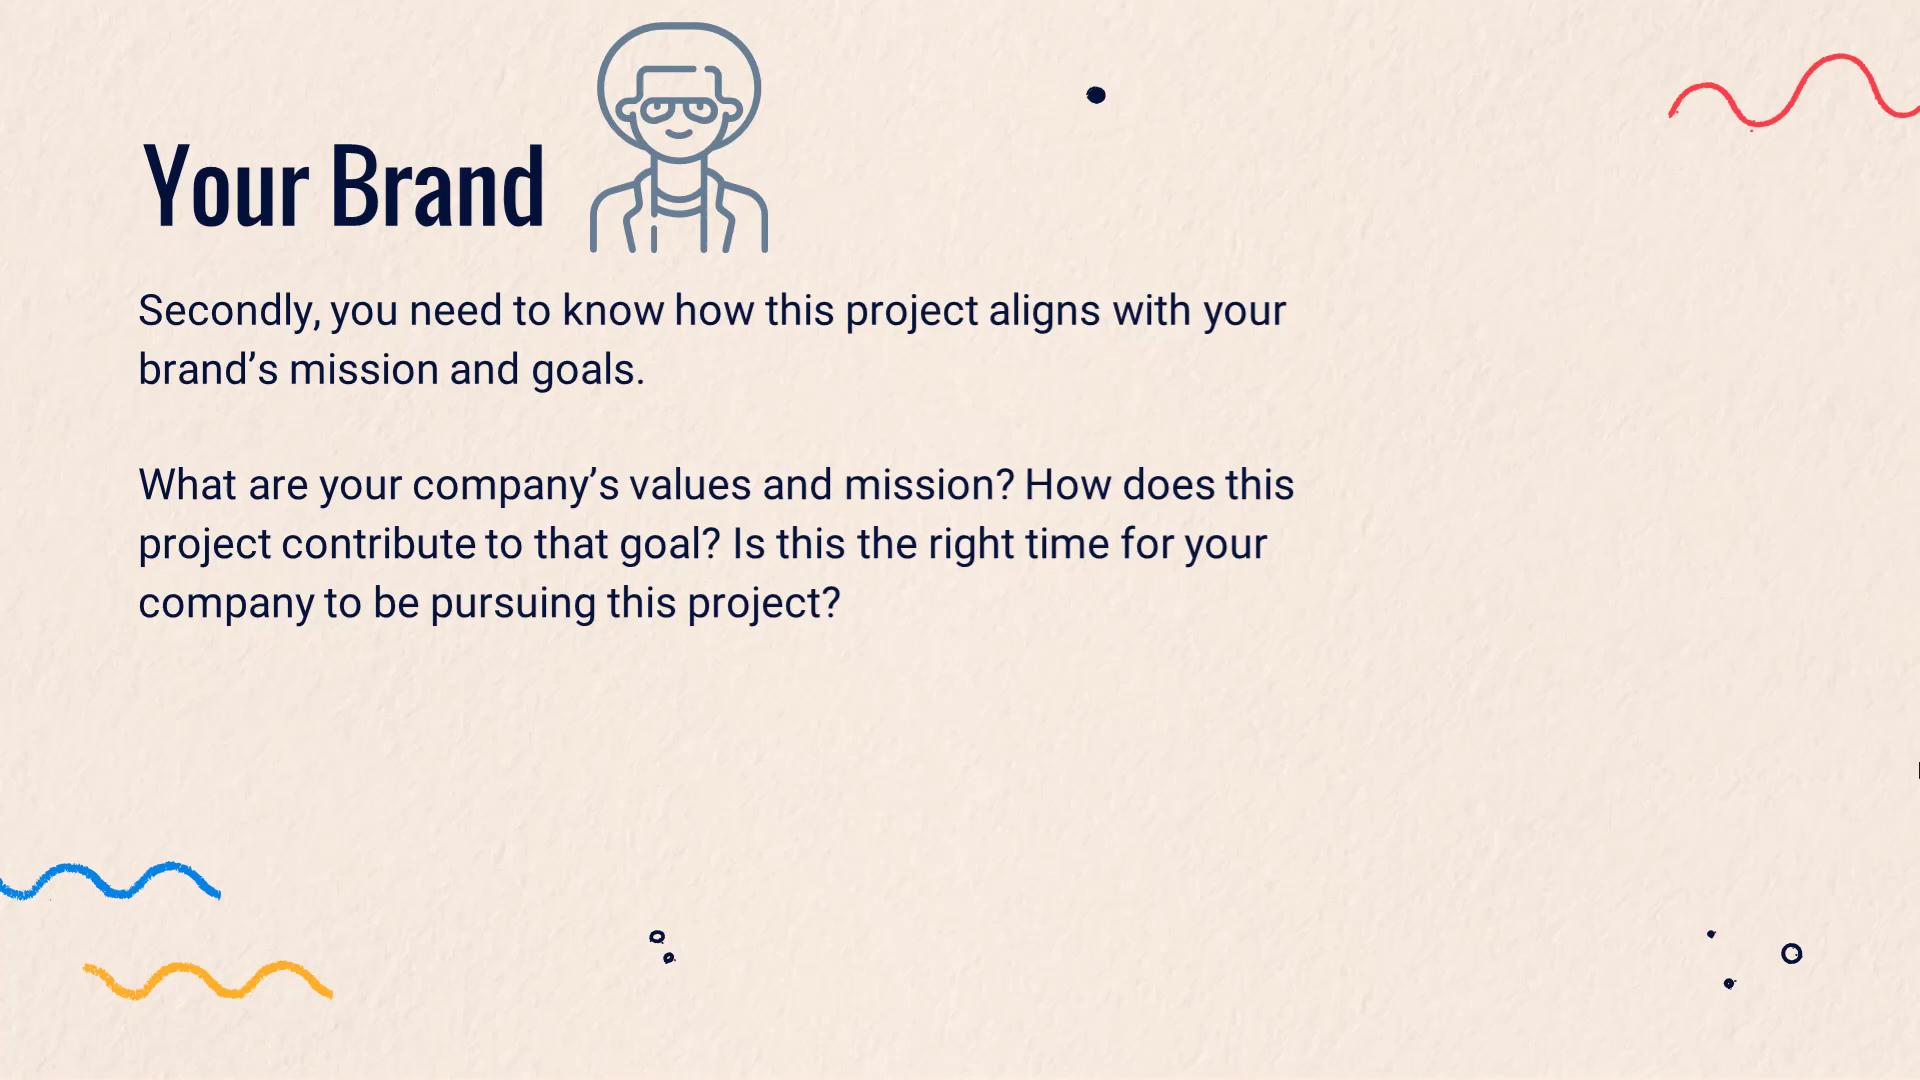 Your Brand
Secondly, you need to know how this project aligns with your
brand’s mission and goals.
What are your company’s values and mission? How does this
project contribute to that goal? Is this the right time for your
company to be pursuing this project?